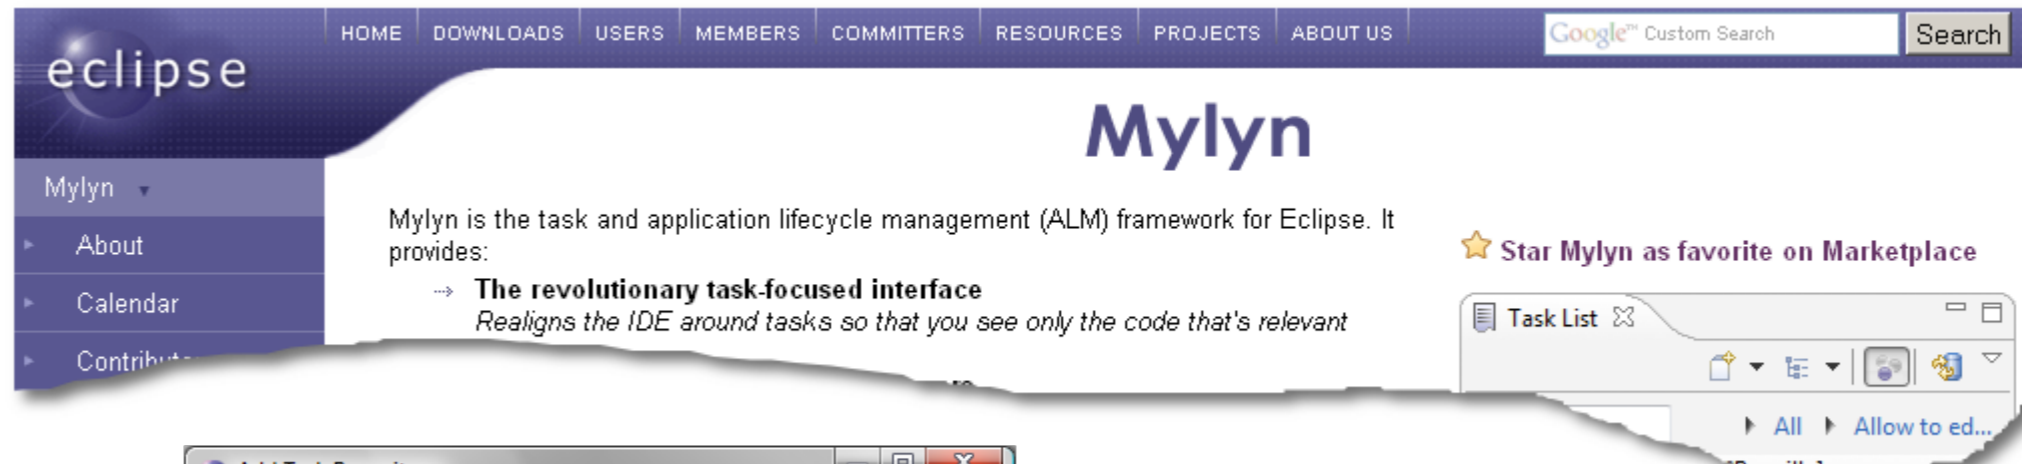 HOME DOWNLOADS USERS MEMBERS COMMITTERS RESOURCES PROJECTS ABOUT US
Google™ Custom Search
Search
eclipse
Mylyn
Mylyn
About
Calendar
Mylyn is the task and application lifecycle management (ALM) framework for Eclipse. It
provides:
The revolutionary task-focused interface
Realigns the IDE around tasks so that you see only the code that's relevant
Star Mylyn as favorite on Marketplace
Task List
All Allow to ed...